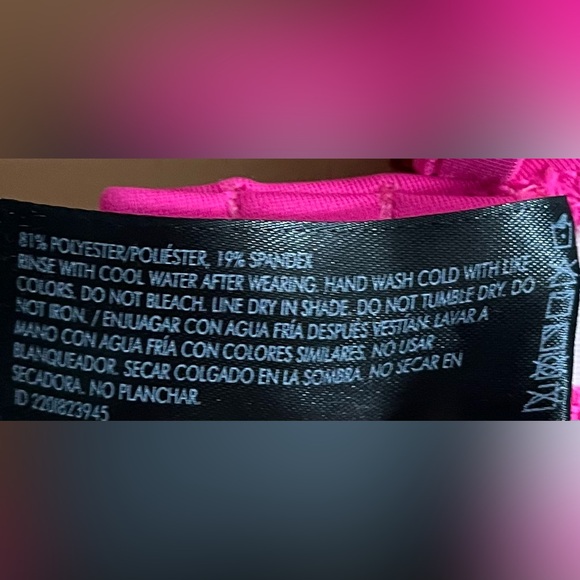 81% POLYESTER/POLIÉSTER, 19% SPANDEX
RINSE WITH COOL WATER AFTER WEARING. HAND WASH COLD WITH LIKE
COLORS. DO NOT BLEACH. LINE DRY IN SHADE. DO NOT TUMBLE DRY. DO
NOT IRON. / ENJUAGAR CON AGUA FRÍA DESPUÉS VESTIAN. LAVAR A
MANO CON AGUA FRÍA CON COLORES SIMILARES. NO USAR
BLANQUEADOR. SECAR COLGADO EN LA SOMBRA. NO SECAR EN
SECADORA. NO PLANCHAR.
ID 2201823945